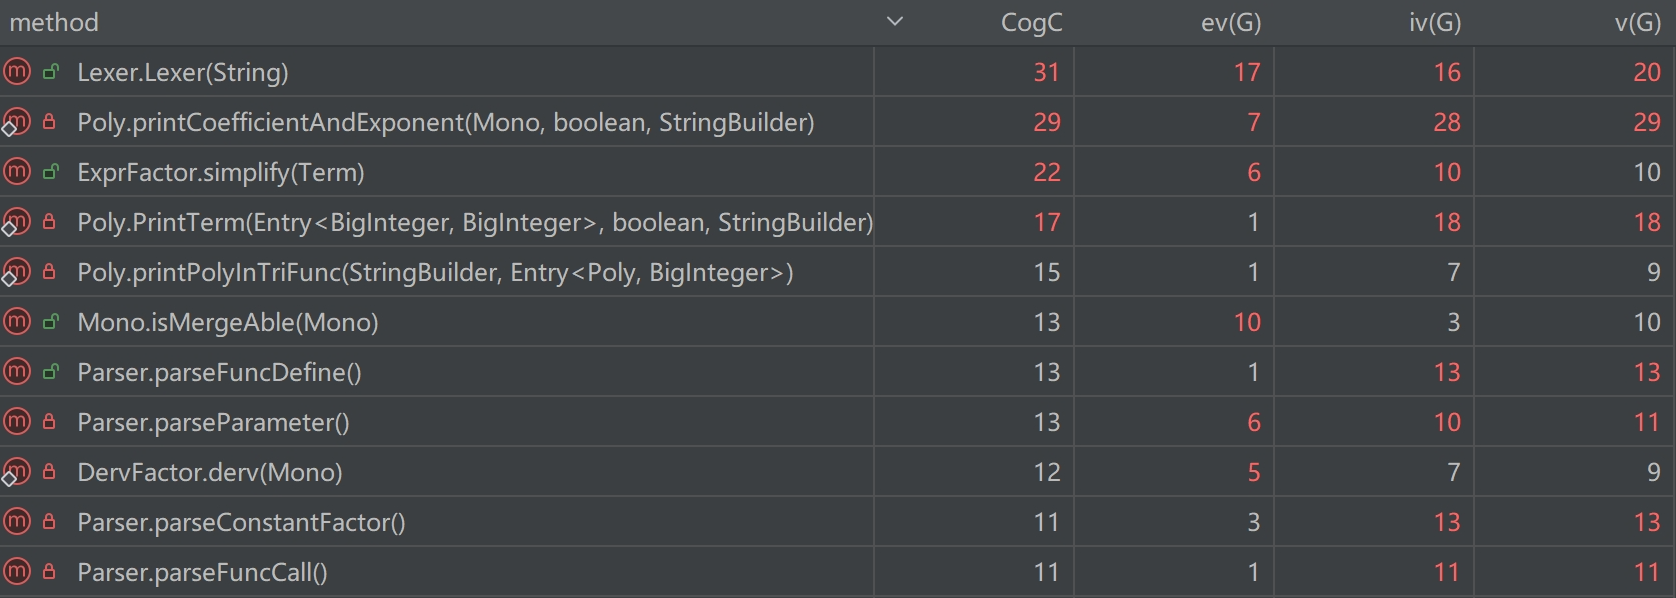 method CogC ev(G) iv(G) v(G)
Lexer.Lexer(String) 31 17 16 20
Poly.printCoefficientAndExponent(Mono, boolean, StringBuilder) 29 7 28 29
ExprFactor.simplify(Term) 22 6 10 10
Poly.PrintTerm(Entry<BigInteger, BigInteger>, boolean, StringBuilder) 17 1 18 18
Poly.printPolyInTriFunc(StringBuilder, Entry<Poly, BigInteger>) 15 1 7 9
Mono.isMergeAble(Mono) 13 10 3 10
Parser.parseFuncDefine() 13 1 13 13
Parser.parseParameter() 13 6 10 11
DervFactor.derv(Mono) 12 5 7 9
Parser.parseConstantFactor() 11 3 13 13
Parser.parseFuncCall() 11 1 11 11